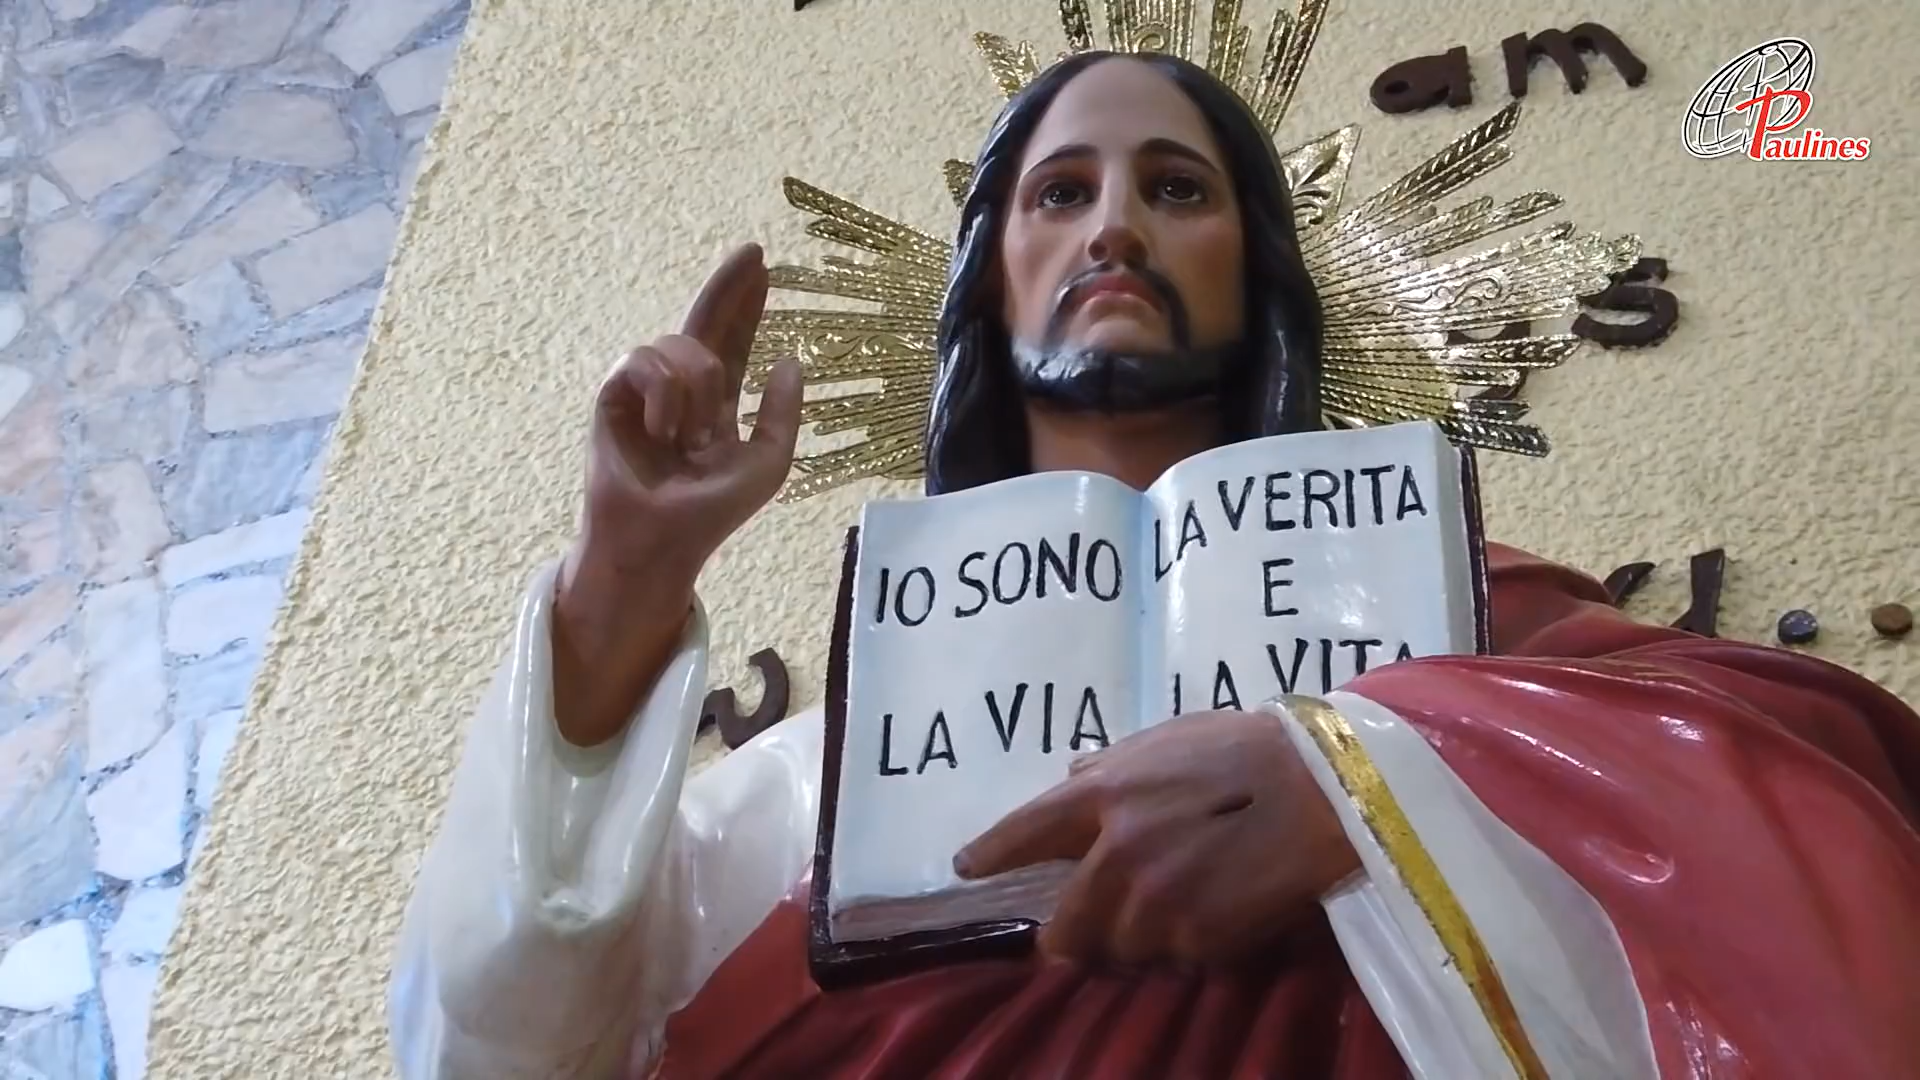 am
Paulines
IO SONO
LA VIA
LA VERITA
E
LA VITA